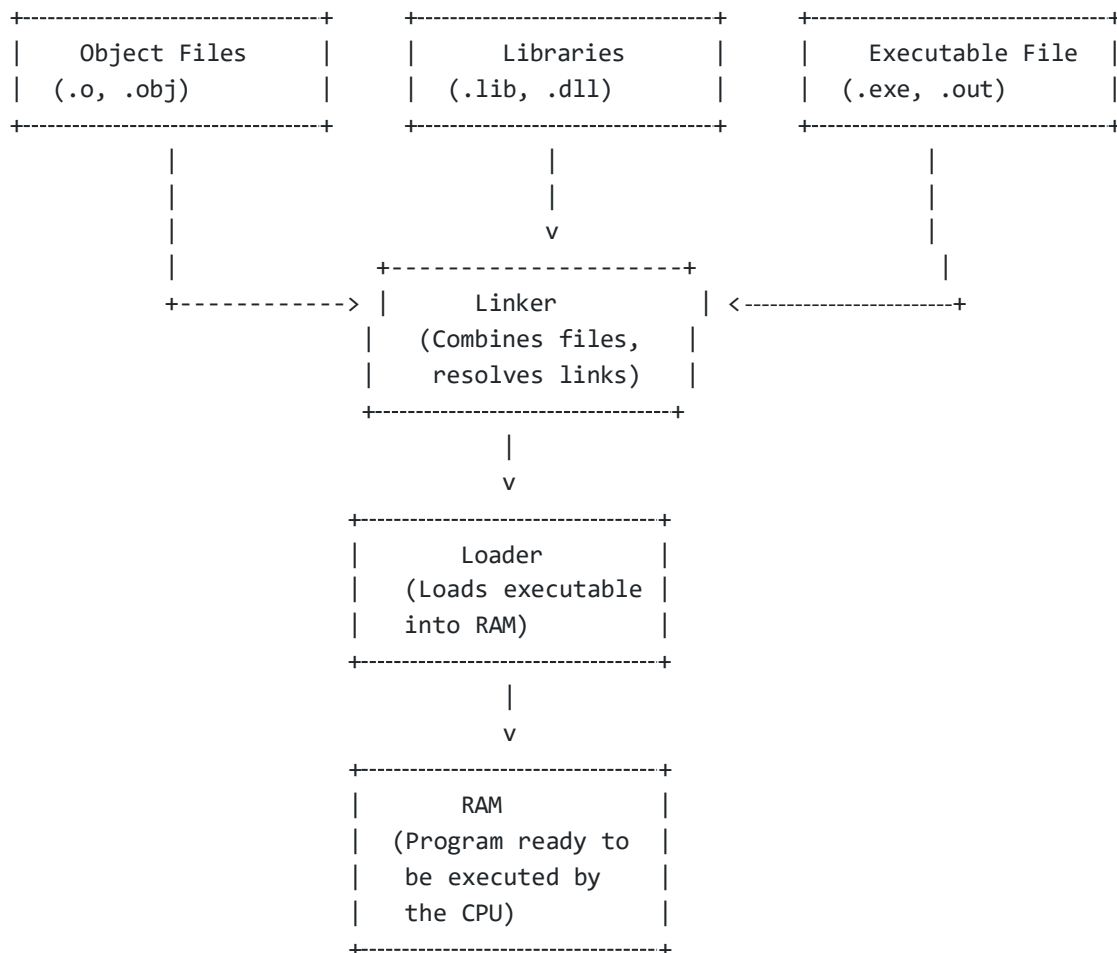 Object Files Libraries Executable File
(.o, .obj) (.lib, .dll) (.exe, .out)
Linker
(Combines files,
resolves links)
Loader
(Loads executable
into RAM)
RAM
(Program ready to
be executed by
the CPU)